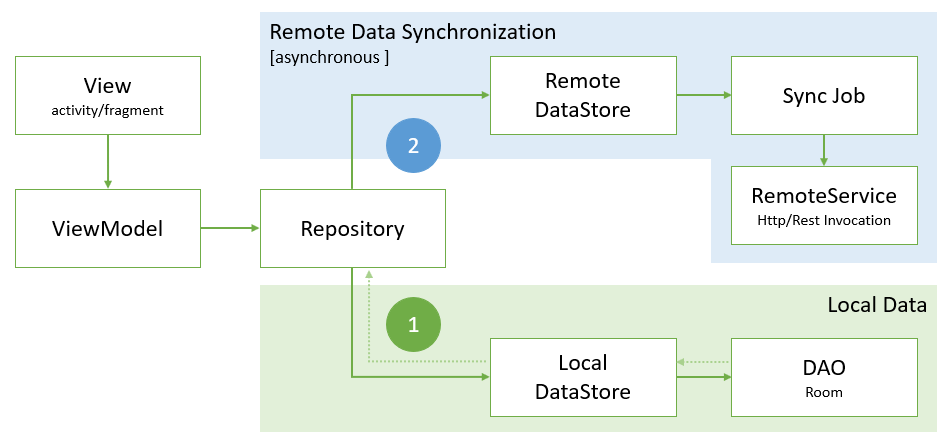 Remote Data Synchronization
[asynchronous ]
View
activity/fragment
Remote
DataStore
Sync Job
2
ViewModel
Repository
RemoteService
Http/Rest Invocation
Local Data
1
Local
DataStore
DAO
Room